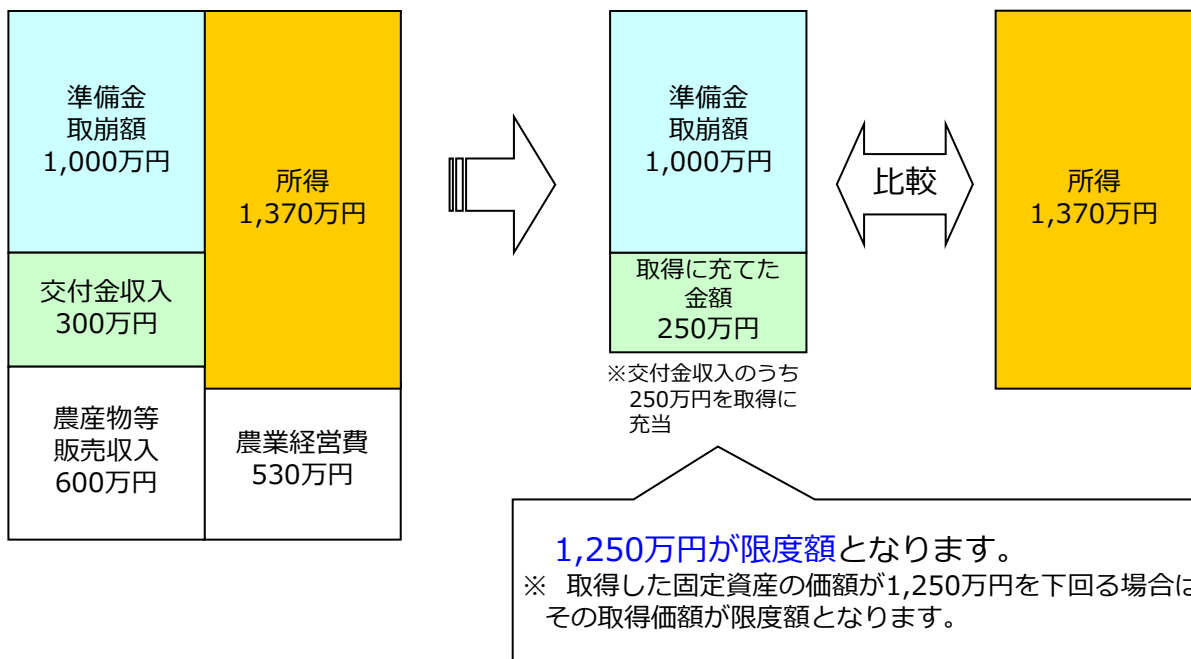 準備金
取崩額
1,000万円
交付金収入
300万円
農産物等
販売収入
600万円
所得
1,370万円
農業経営費
530万円
準備金
取崩額
1,000万円
取得に充てた
金額
250万円
※交付金収入のうち
250万円を取得に
充当
比較
所得
1,370万円
1,250万円が限度額となります。
※ 取得した固定資産の価額が1,250万円を下回る場合は
その取得価額が限度額となります。